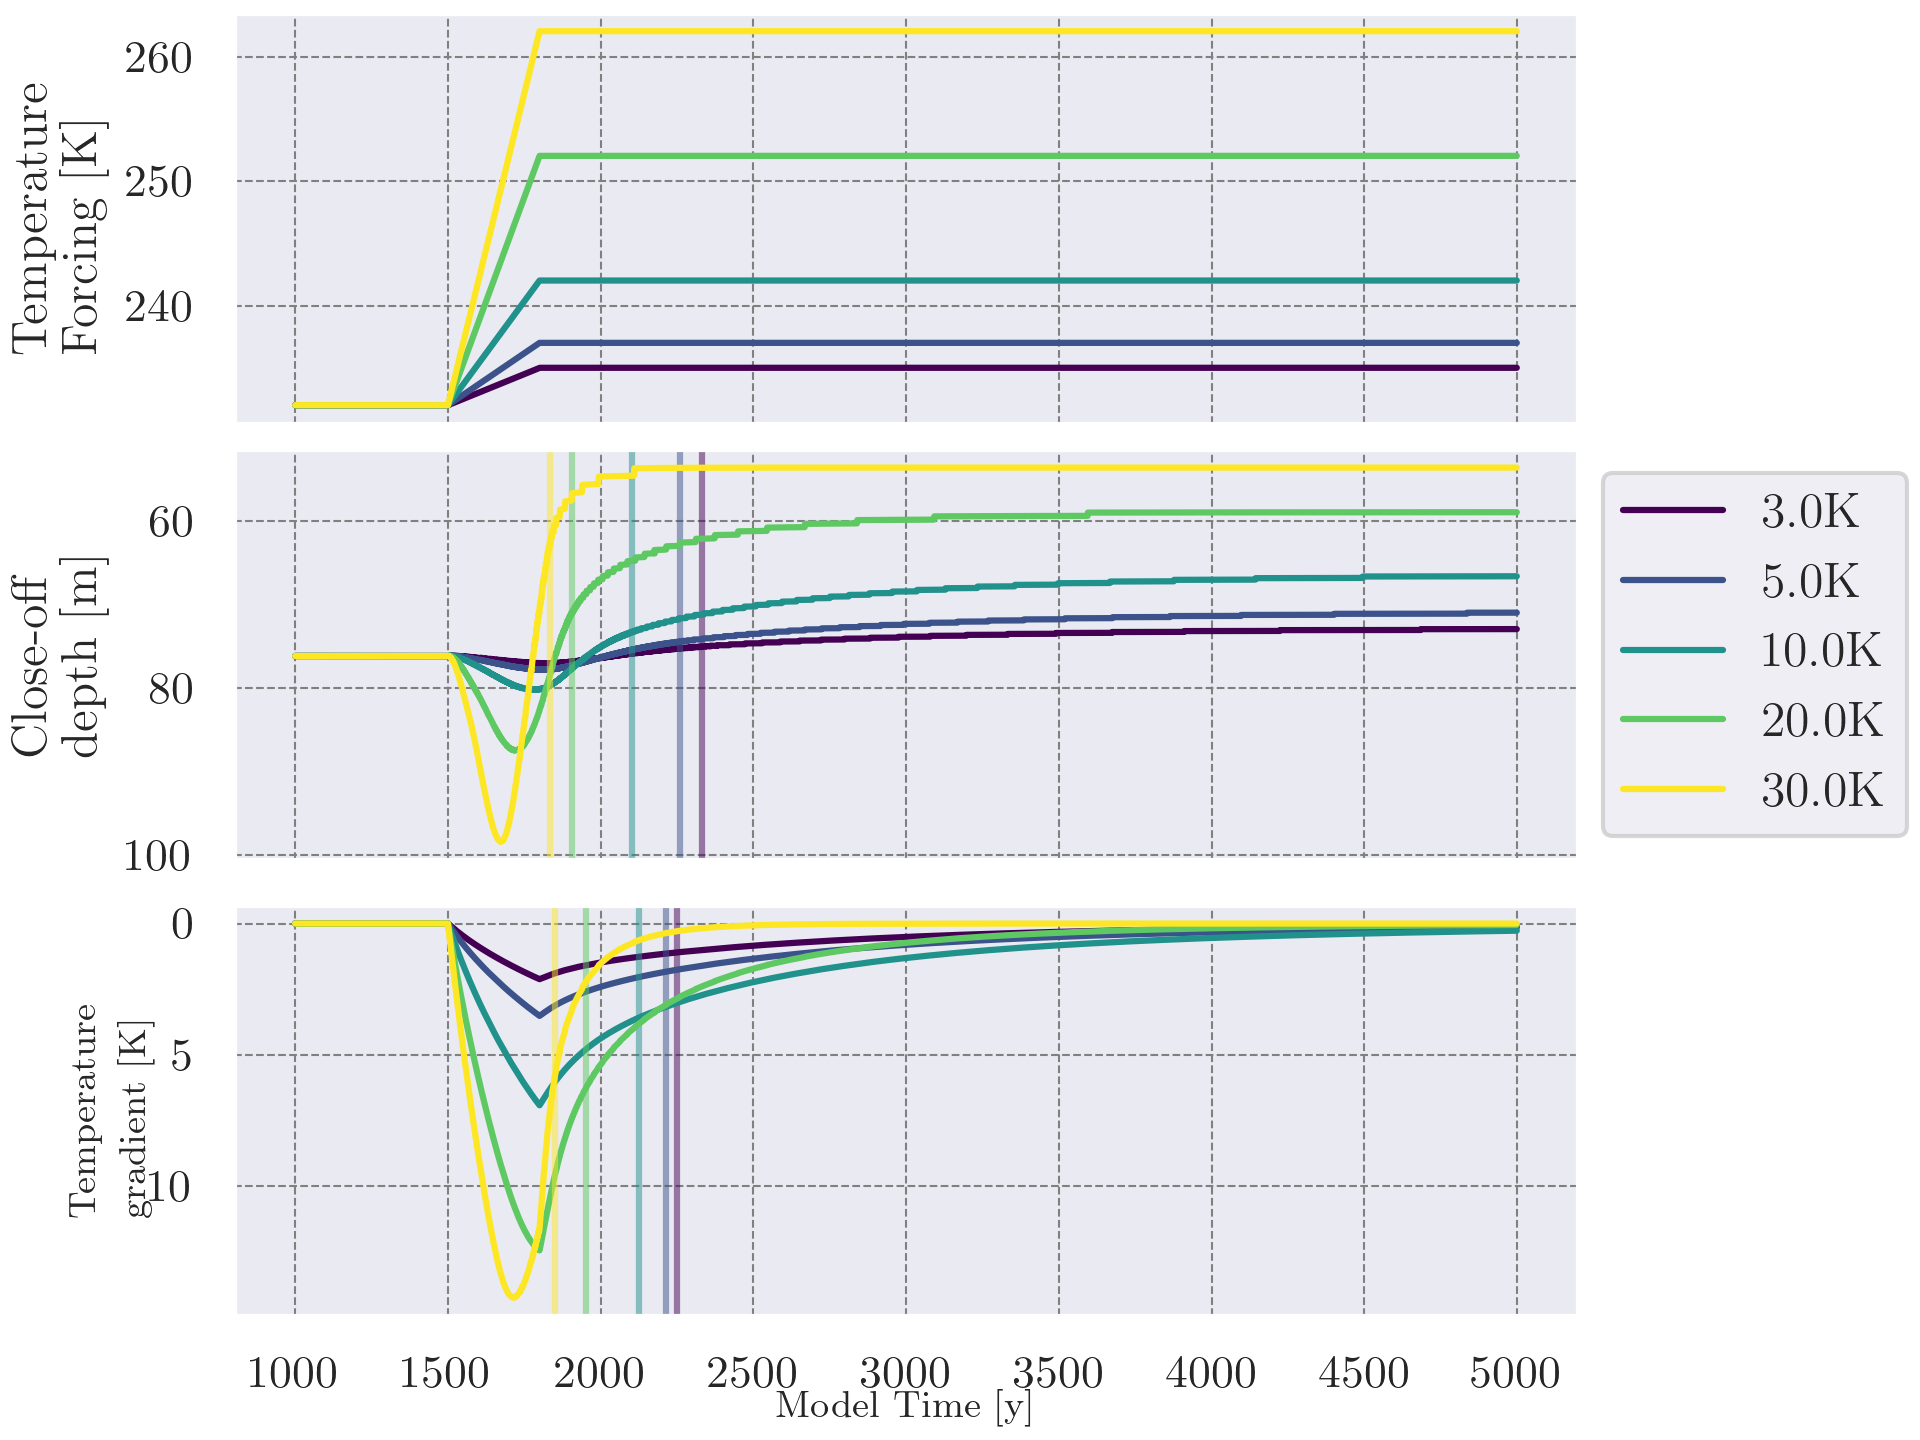 Temperature
Forcing [K]
260
250
240
Close-off
depth [m]
60
80
100
3.0K
5.0K
10.0K
20.0K
30.0K
Temperature
gradient [K]
0
5
10
1000 1500 2000 2500 3000 3500 4000 4500 5000
Model Time [y]